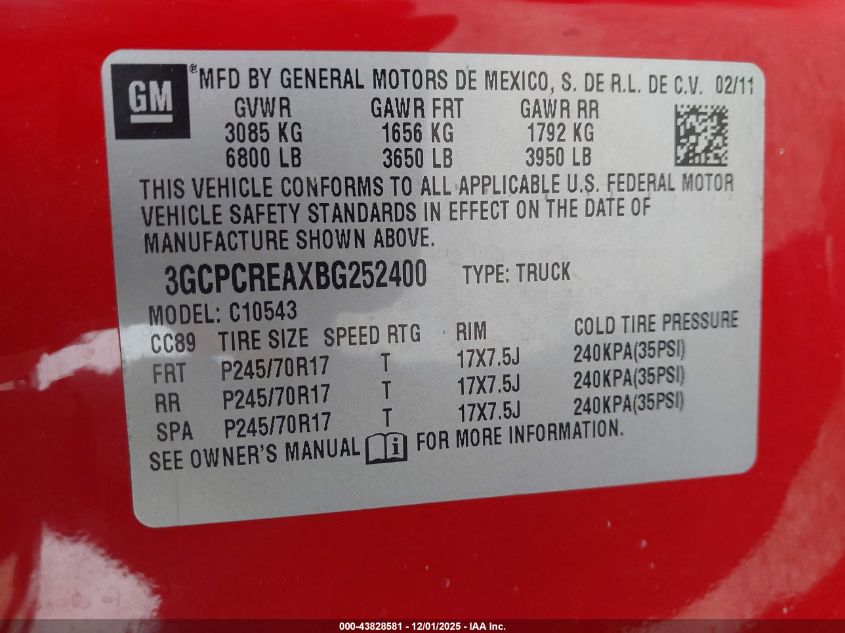 GM
® MFD BY GENERAL MOTORS DE MEXICO, S. DE R.L. DE C.V. 02/11
GVWR GAWR FRT GAWR RR
3085 KG 1656 KG 1792 KG
6800 LB 3650 LB 3950 LB
THIS VEHICLE CONFORMS TO ALL APPLICABLE U.S. FEDERAL MOTOR
VEHICLE SAFETY STANDARDS IN EFFECT ON THE DATE OF
MANUFACTURE SHOWN ABOVE.
3GCPCREAXBG252400 TYPE: TRUCK
MODEL: C10543
CC89 TIRE SIZE SPEED RTG RIM COLD TIRE PRESSURE
FRT P245/70R17 T 17X7.5J 240KPA(35PSI)
RR P245/70R17 T 17X7.5J 240KPA(35PSI)
SPA P245/70R17 T 17X7.5J 240KPA(35PSI)
SEE OWNER'S MANUAL i FOR MORE INFORMATION.
000-43828581 - 12/01/2025 - IAA Inc.